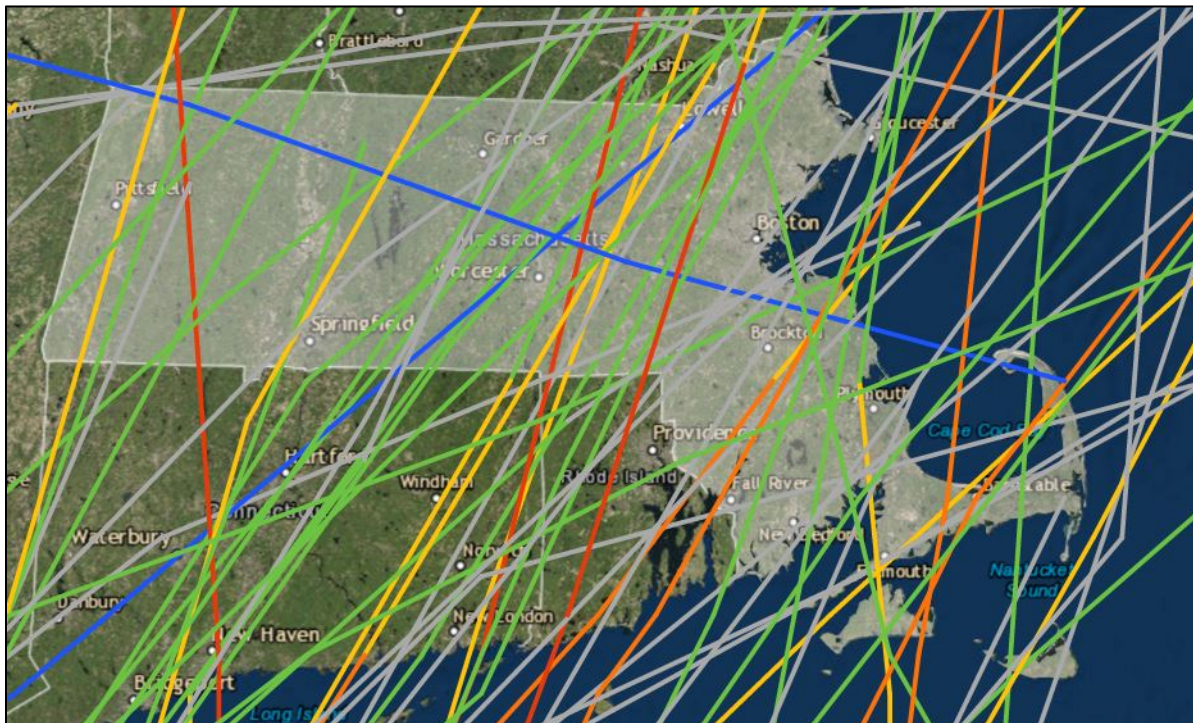 Brattleboro
Nashua
Lowell
Gardner
Gloucester
Pittsfield
Boston
Massachusetts
Worcester
Springfield
Brockton
Plymouth
Cape Cod Bay
Providence
Hartford
Rhode Island
Windham
Fall River
Barnstable
Connecticut
New Bedford
Waterbury
Norwich
Falmouth
Nantucket
Sound
Danbury
New London
New Haven
Bridgeport
Long Island